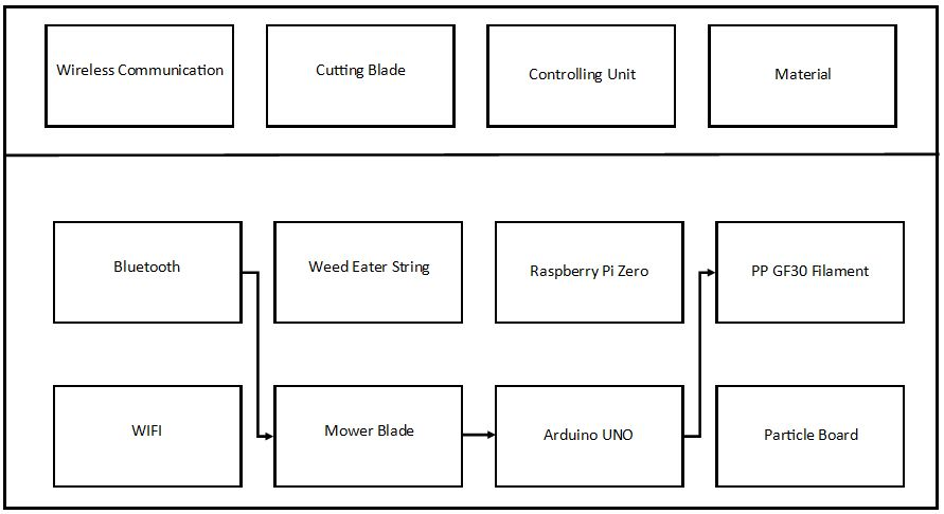 Wireless Communication
Cutting Blade
Controlling Unit
Material
Bluetooth
Weed Eater String
Raspberry Pi Zero
PP GF30 Filament
WIFI
Mower Blade
Arduino UNO
Particle Board